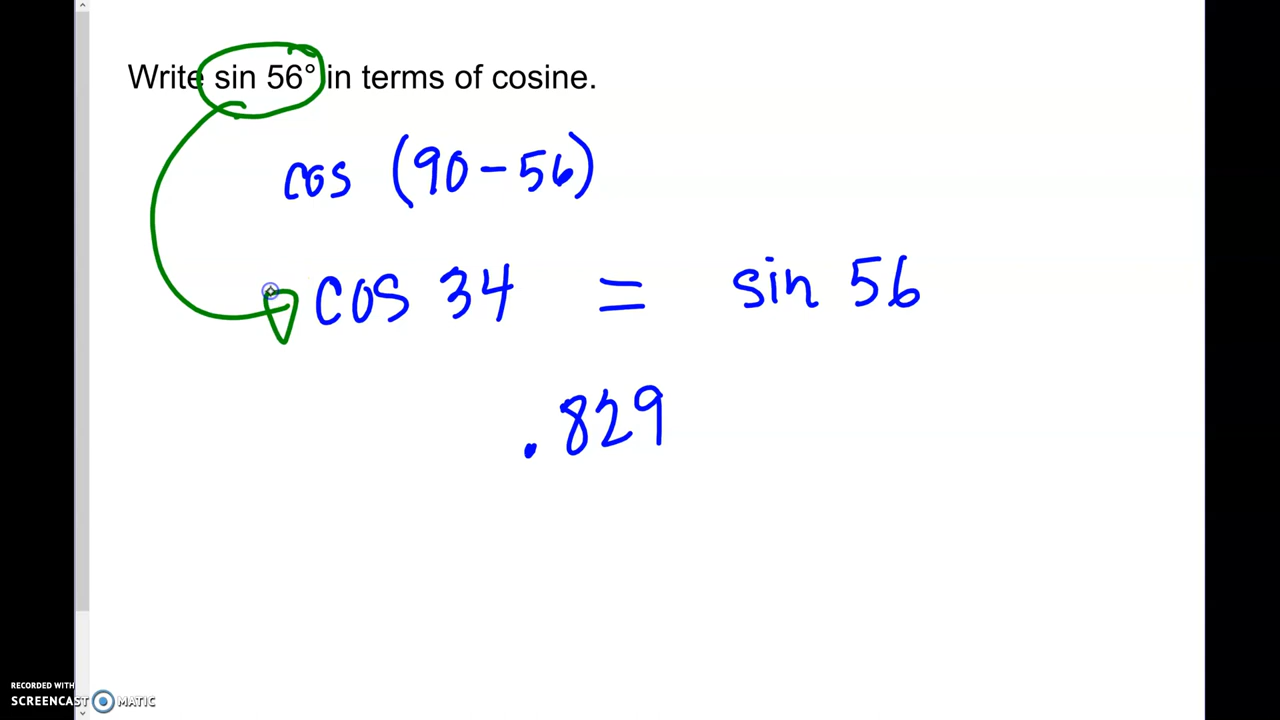 Write sin 56° in terms of cosine.
cos (90-56)
cos 34 = sin 56
.829
RECORDED WITH
SCREENCAST MATIC